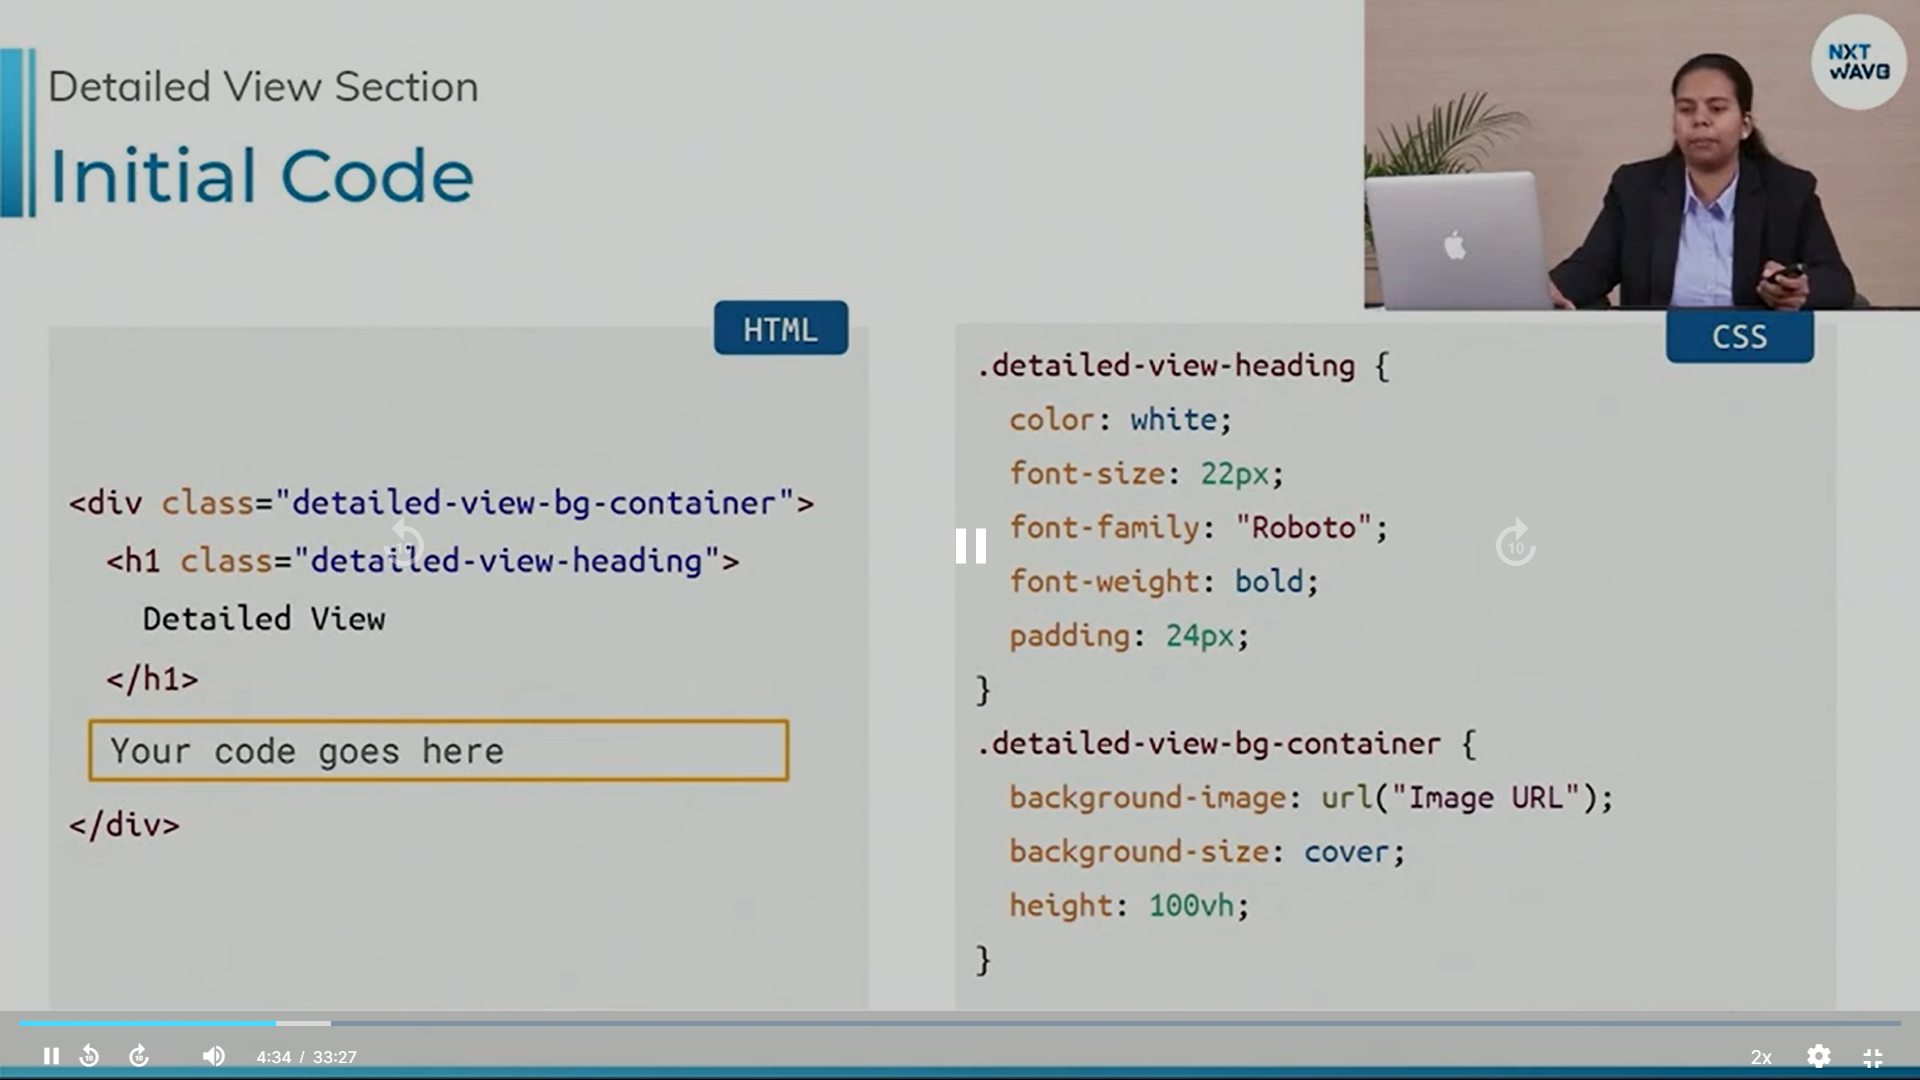 Detailed View Section
Initial Code
NXT
WAVE
HTML
<div class="detailed-view-bg-container">
<h1 class="detailed-view-heading">
Detailed View
</h1>
Your code goes here
</div>
CSS
.detailed-view-heading {
color: white;
font-size: 22px;
font-family: "Roboto";
font-weight: bold;
padding: 24px;
}
.detailed-view-bg-container {
background-image: url("Image URL");
background-size: cover;
height: 100vh;
}
10
10
10
10
4:34 / 33:27
2x